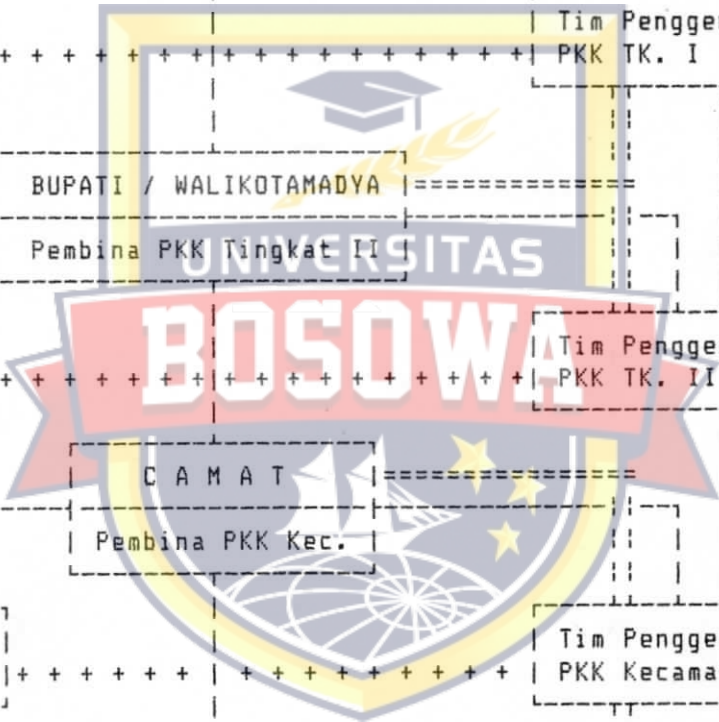 Tim Pengge
PKK TK. I
BUPATI / WALIKOTAMADYA
Pembina PKK Tingkat II
UNIVERSITAS
BOSOWA
Tim Pengge
PKK TK. II
C A M A T
Pembina PKK Kec.
Tim Pengge
PKK Kecama